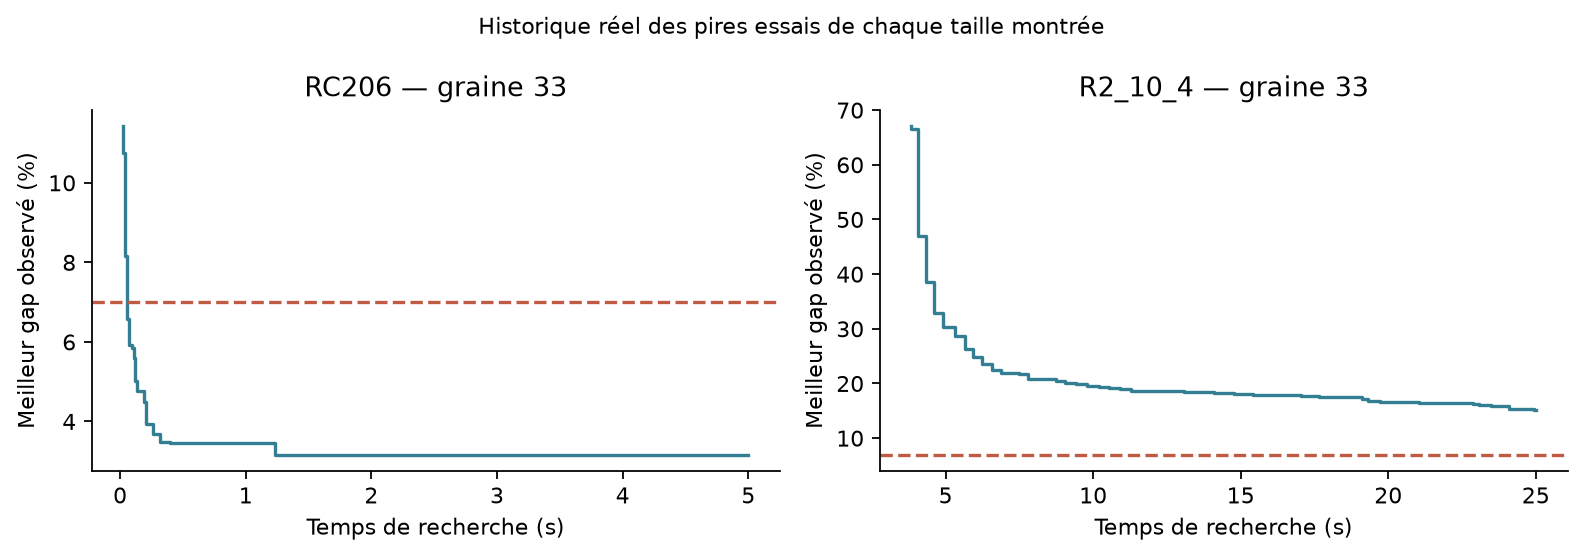 Historique réel des pires essais de chaque taille montrée
RC206 — graine 33
Meilleur gap observé (%)
10
8
6
4
0 1 2 3 4 5
Temps de recherche (s)
R2_10_4 — graine 33
Meilleur gap observé (%)
70
60
50
40
30
20
10
5 10 15 20 25
Temps de recherche (s)